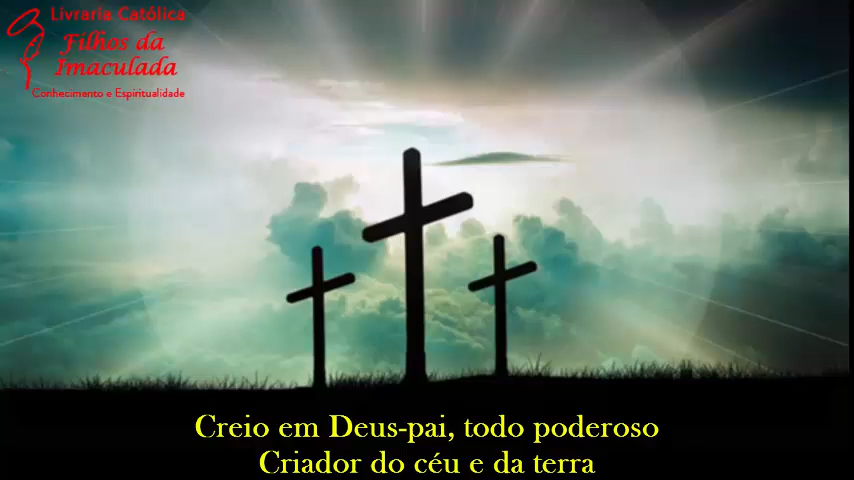 Livraria Católica
Filhos da
Imaculada
Conhecimento e Espiritualidade
Creio em Deus-pai, todo poderoso
Criador do céu e da terra